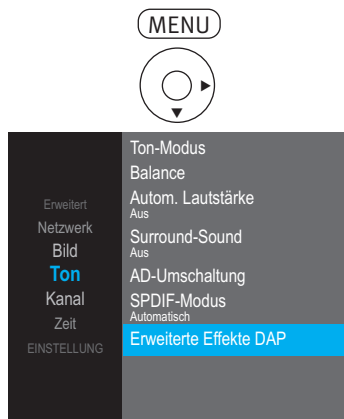 MENU
Erweitert
Netzwerk
Bild
Ton
Kanal
Zeit
EINSTELLUNG
Ton-Modus
Balance
Autom. Lautstärke
Aus
Surround-Sound
Aus
AD-Umschaltung
SPDIF-Modus
Automatisch
Erweiterte Effekte DAP